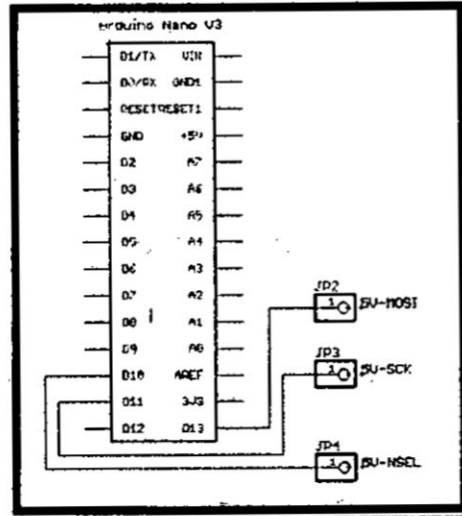 Arduino Nano V3
D1/TX VIN
D0/RX GND1
RESET RESET1
GND +5V
D2 A7
D3 A6
D4 A5
D5 A4
D6 A3
D7 A2
D8 A1
D9 A0
D10 AREF
D11 3V3
D12 D13
JP2
1 5V-MOSI
JP3
1 5V-SCK
JP4
1 5V-NSEL